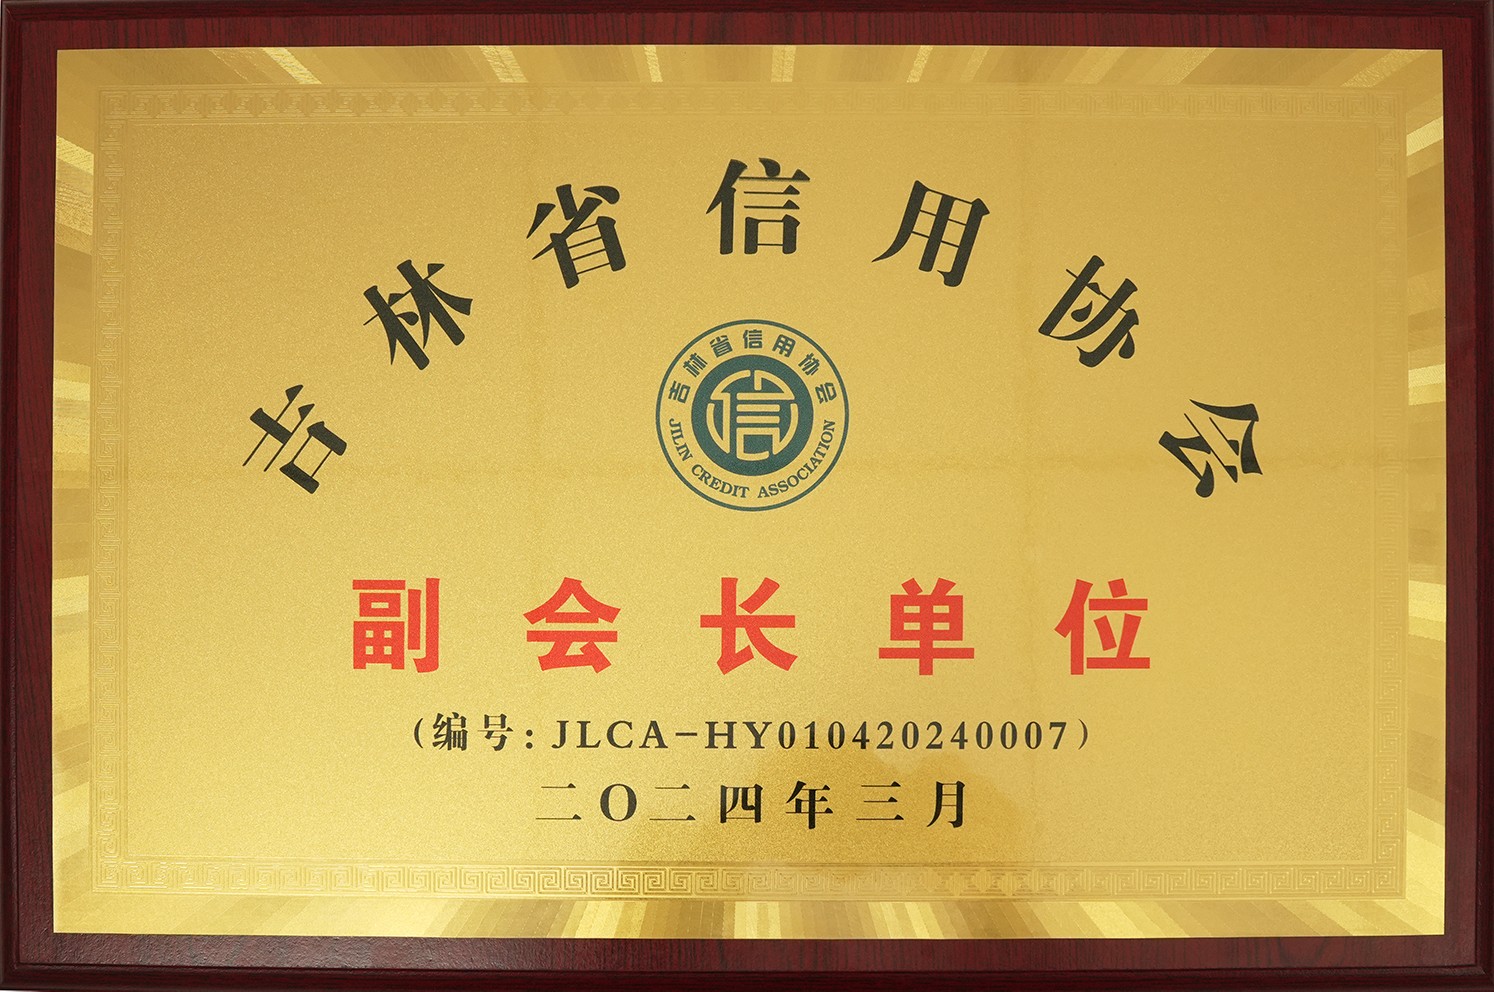 吉林省信用协会
吉林省信用协会
JILIN CREDIT ASSOCIATION
信
副会长单位
(编号: JLCA-HY010420240007)
二O二四年三月